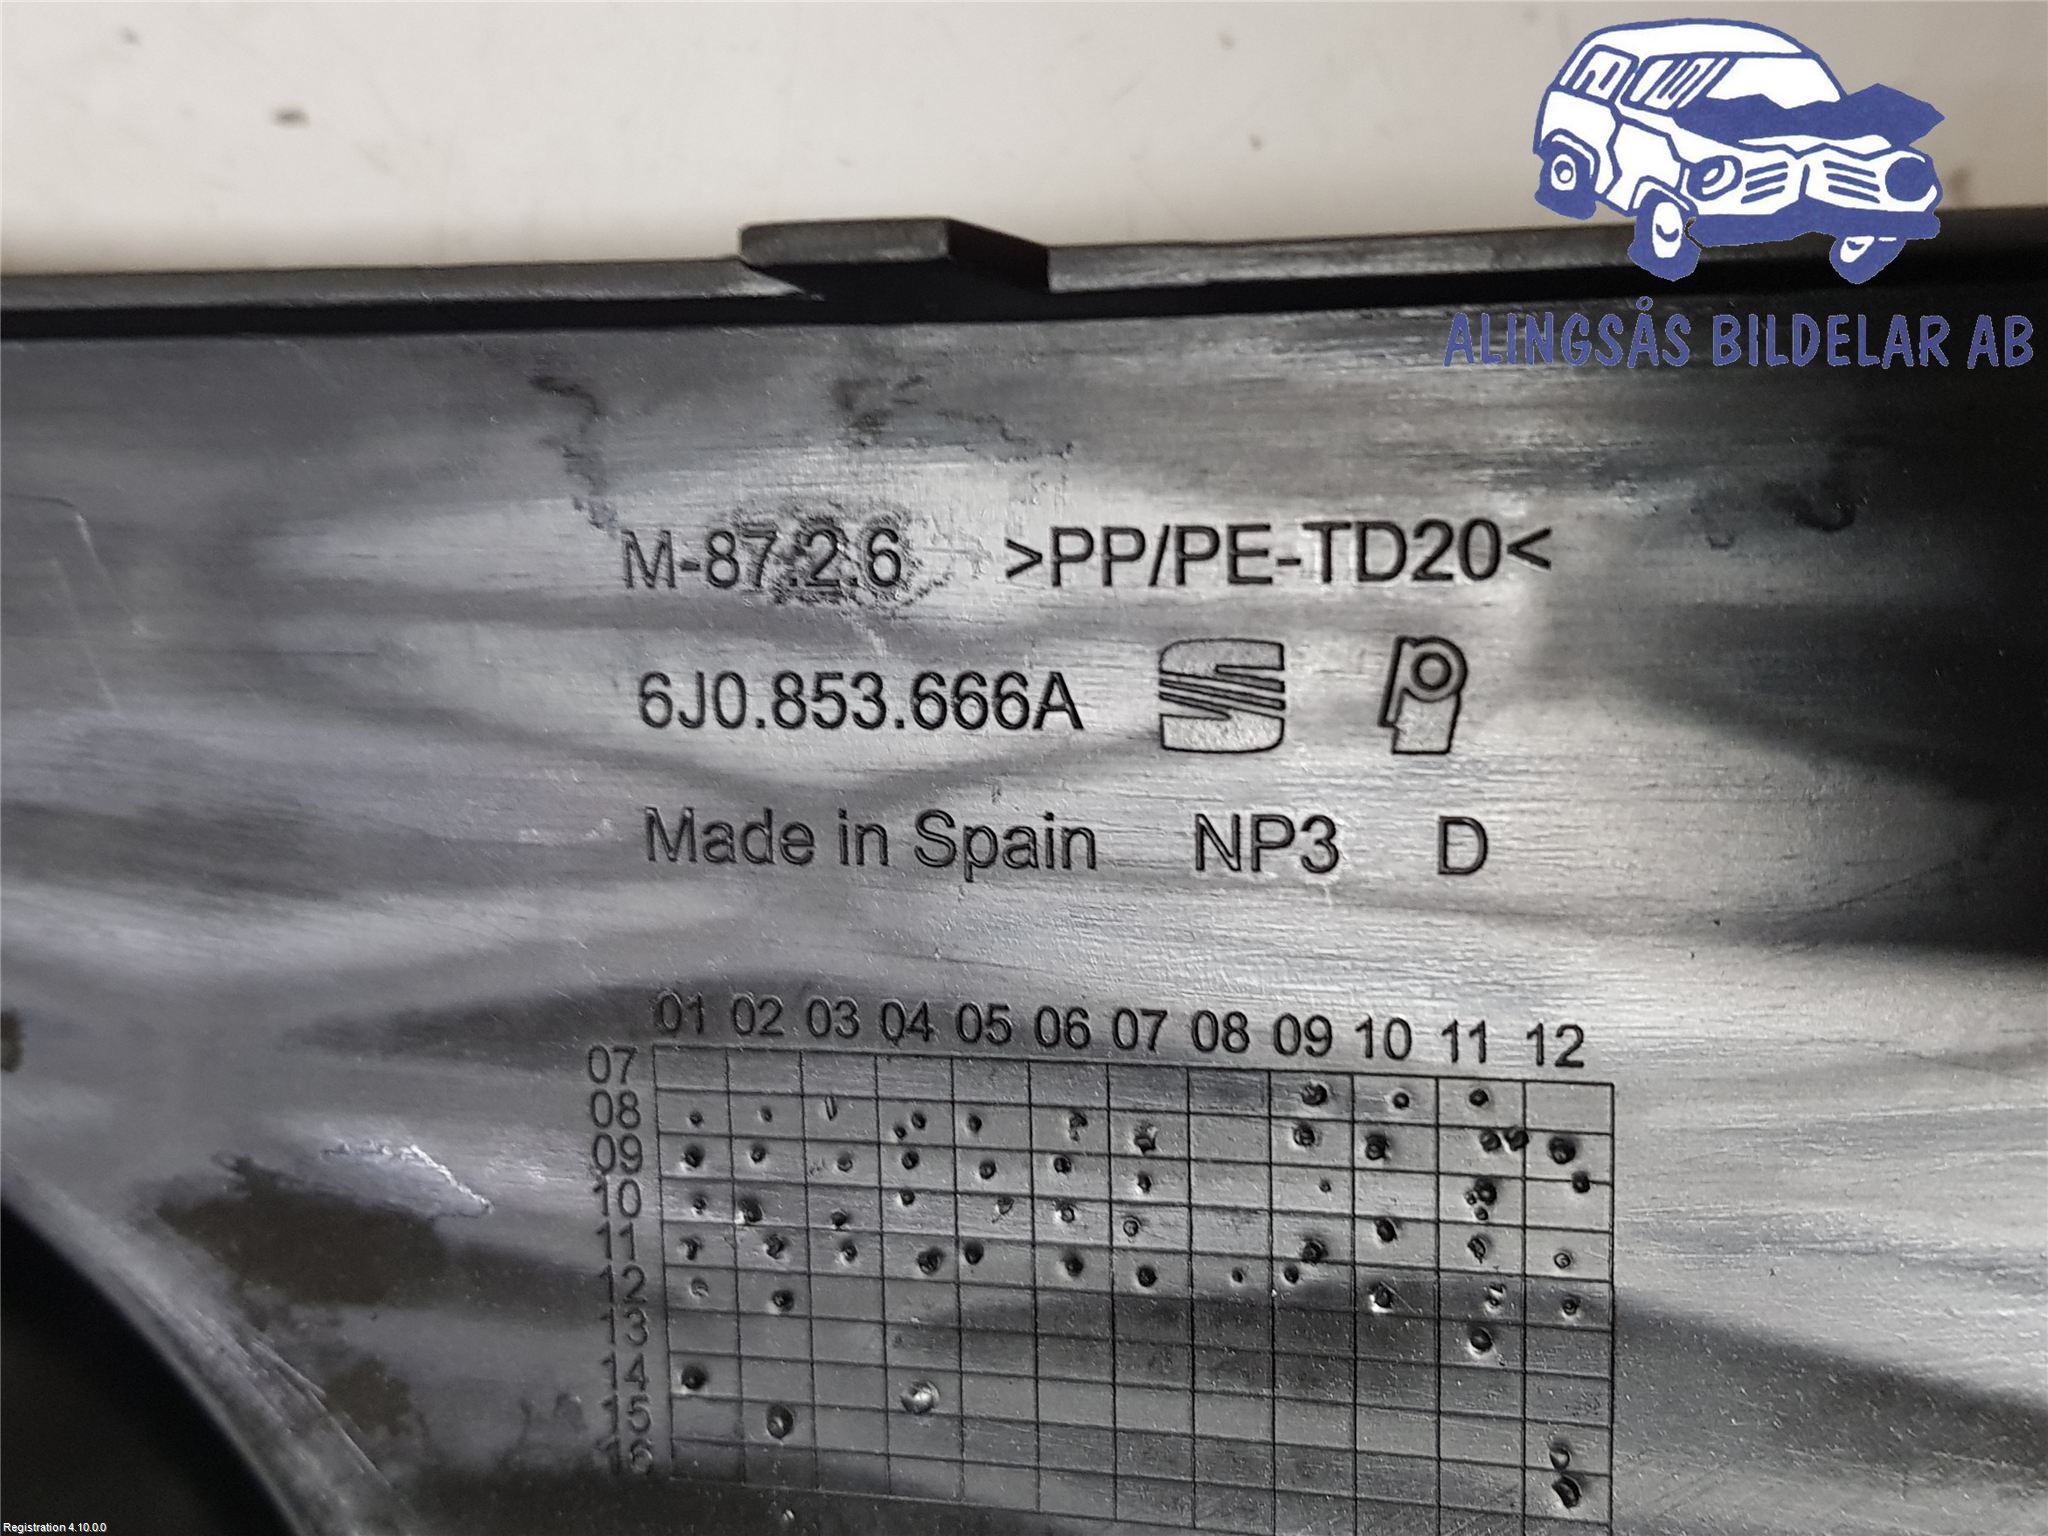 ALINGSÅS BILDELAR AB
M-87.2.6 >PP/PE-TD20<
6J0.853.666A
Made in Spain NP3 D
01 02 03 04 05 06 07 08 09 10 11 12
07
08
09
10
11
12
13
14
15
16
Registration 4.10.0.0